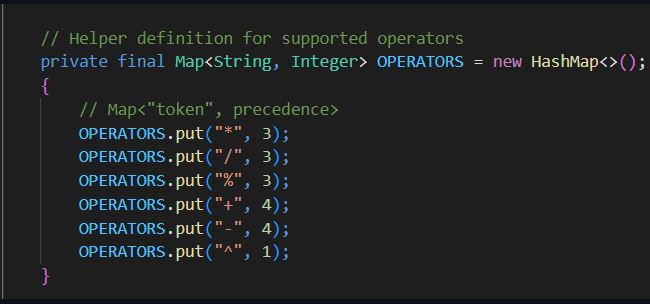 // Helper definition for supported operators
private final Map<String, Integer> OPERATORS = new HashMap<>();
{
// Map<"token", precedence>
OPERATORS.put("*", 3);
OPERATORS.put("/", 3);
OPERATORS.put("%", 3);
OPERATORS.put("+", 4);
OPERATORS.put("-", 4);
OPERATORS.put("^", 1);
}